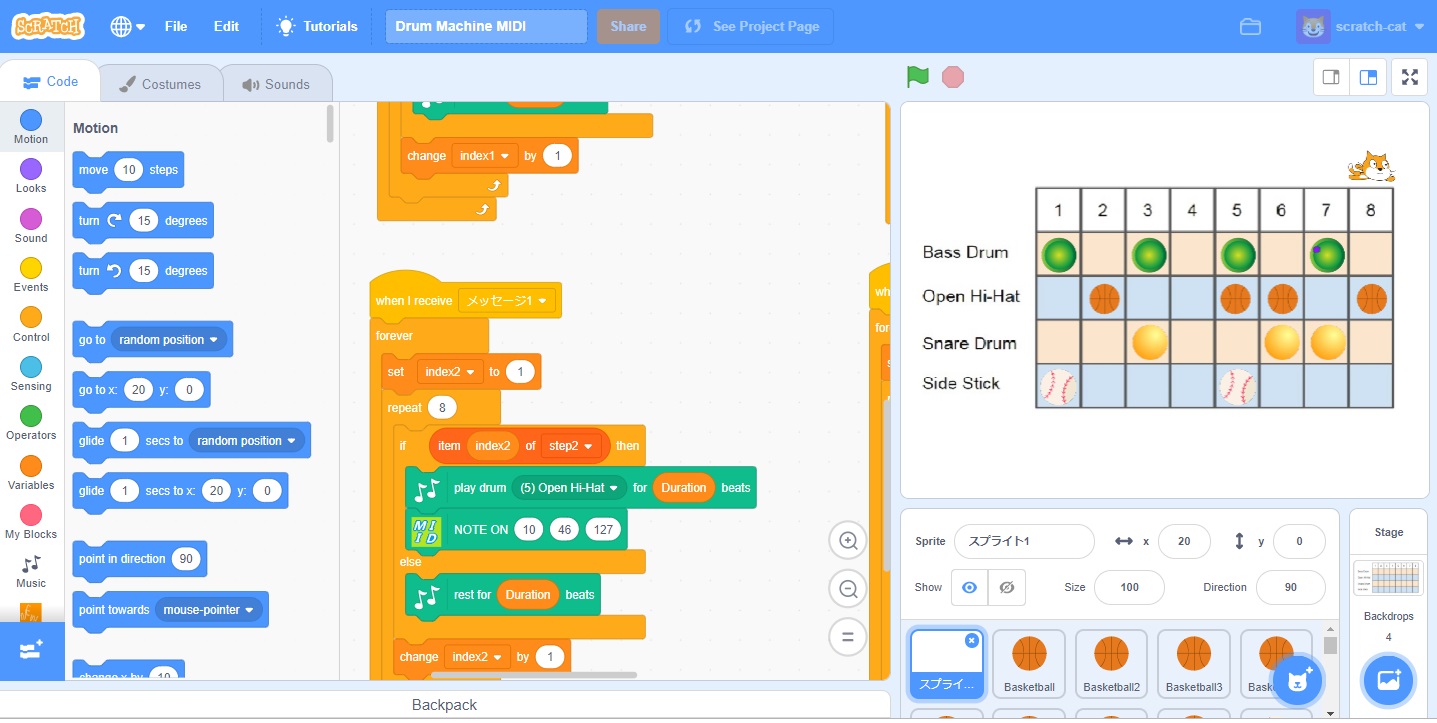 SCRATCH File Edit Tutorials Drum Machine MIDI Share See Project Page scratch-cat
Code Costumes Sounds
Motion
Looks
Sound
Events
Control
Sensing
Operators
Variables
My Blocks
Music
Motion
move 10 steps
turn 15 degrees
turn 15 degrees
go to random position
go to x: 20 y: 0
glide 1 secs to random position
glide 1 secs to x: 20 y: 0
point in direction 90
point towards mouse-pointer
change x by 10
change index1 by 1
when I receive メッセージ1
forever
set index2 to 1
repeat 8
if item index2 of step2 then
play drum (5) Open Hi-Hat for Duration beats
MIDI NOTE ON 10 46 127
else
rest for Duration beats
change index2 by 1
wh
for
s
Backpack
1 2 3 4 5 6 7 8
Bass Drum
Open Hi-Hat
Snare Drum
Side Stick
Sprite スプライト1 x 20 y 0
Show Size 100 Direction 90
スプライ... Basketball Basketball2 Basketball3 Bask
Stage
Backdrops
4